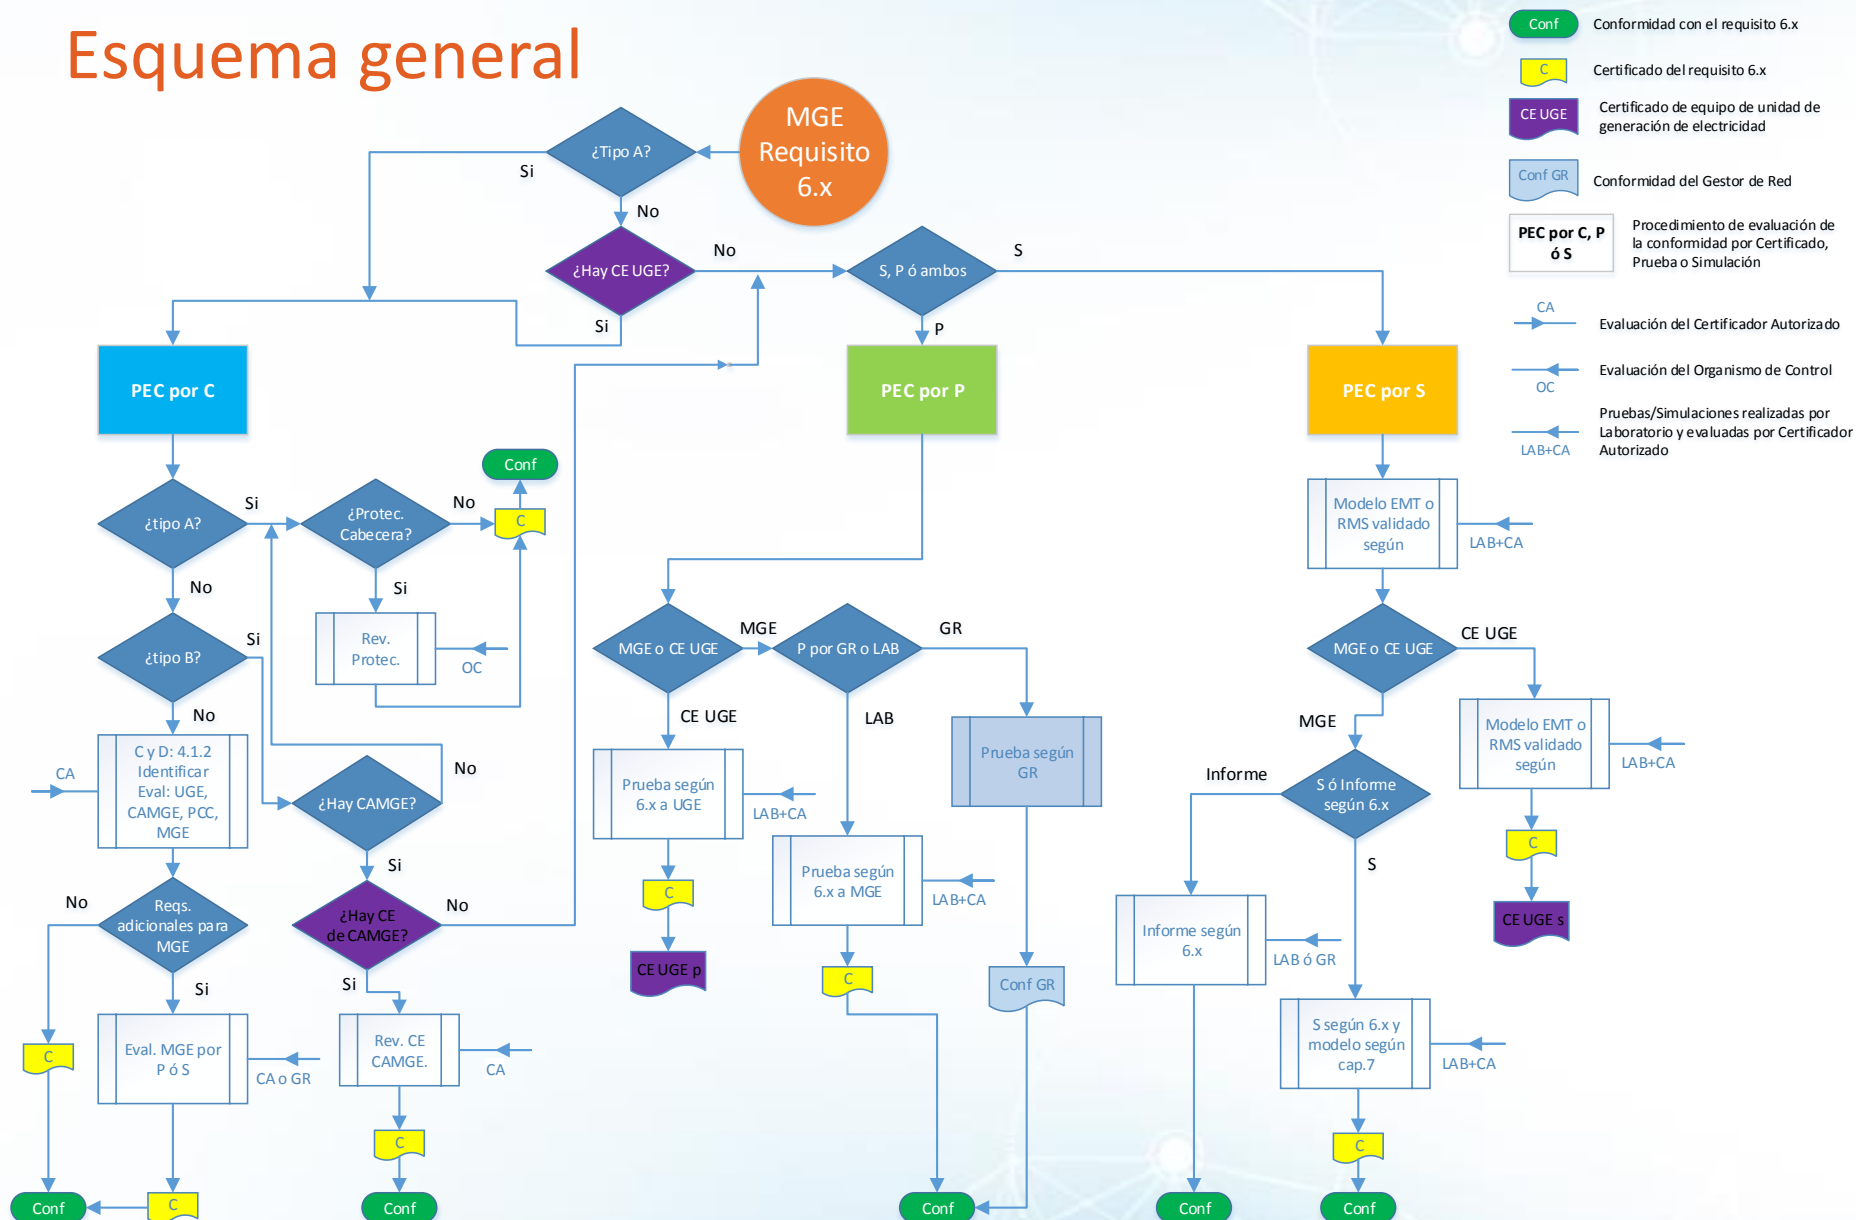 Esquema general
MGE
Requisito
6.x
¿Tipo A?
Si
No
¿Hay CE UGE?
No
Si
S, P ó ambos
S
P
PEC por C
PEC por P
PEC por S
Conf
Conformidad con el requisito 6.x
C
Certificado del requisito 6.x
CE UGE
Certificado de equipo de unidad de
generación de electricidad
Conf GR
Conformidad del Gestor de Red
PEC por C, P
ó S
Procedimiento de evaluación de
la conformidad por Certificado,
Prueba o Simulación
CA
Evaluación del Certificador Autorizado
Evaluación del Organismo de Control
OC
Pruebas/Simulaciones realizadas por
Laboratorio y evaluadas por Certificador
Autorizado
LAB+CA
¿tipo A?
Si
No
¿Protec.
Cabecera?
No
Si
C
Conf
Rev.
Protec.
OC
¿tipo B?
Si
No
C y D: 4.1.2
Identificar
Eval: UGE,
CAMGE, PCC,
MGE
CA
¿Hay CAMGE?
No
Si
Reqs.
adicionales para
MGE
No
Si
¿Hay CE
de CAMGE?
No
Si
C
Eval. MGE por
P ó S
CA o GR
Rev. CE
CAMGE.
CA
C
Conf
C
Conf
MGE o CE UGE
MGE
CE UGE
P por GR o LAB
GR
LAB
Prueba según
6.x a UGE
LAB+CA
C
CE UGE p
Prueba según
6.x a MGE
LAB+CA
C
Prueba según
GR
Conf GR
Conf
Modelo EMT o
RMS validado
según
LAB+CA
MGE o CE UGE
CE UGE
MGE
Modelo EMT o
RMS validado
según
LAB+CA
C
CE UGE s
S ó Informe
según 6.x
Informe
S
Informe según
6.x
LAB ó GR
Conf
S según 6.x y
modelo según
cap.7
LAB+CA
C
Conf